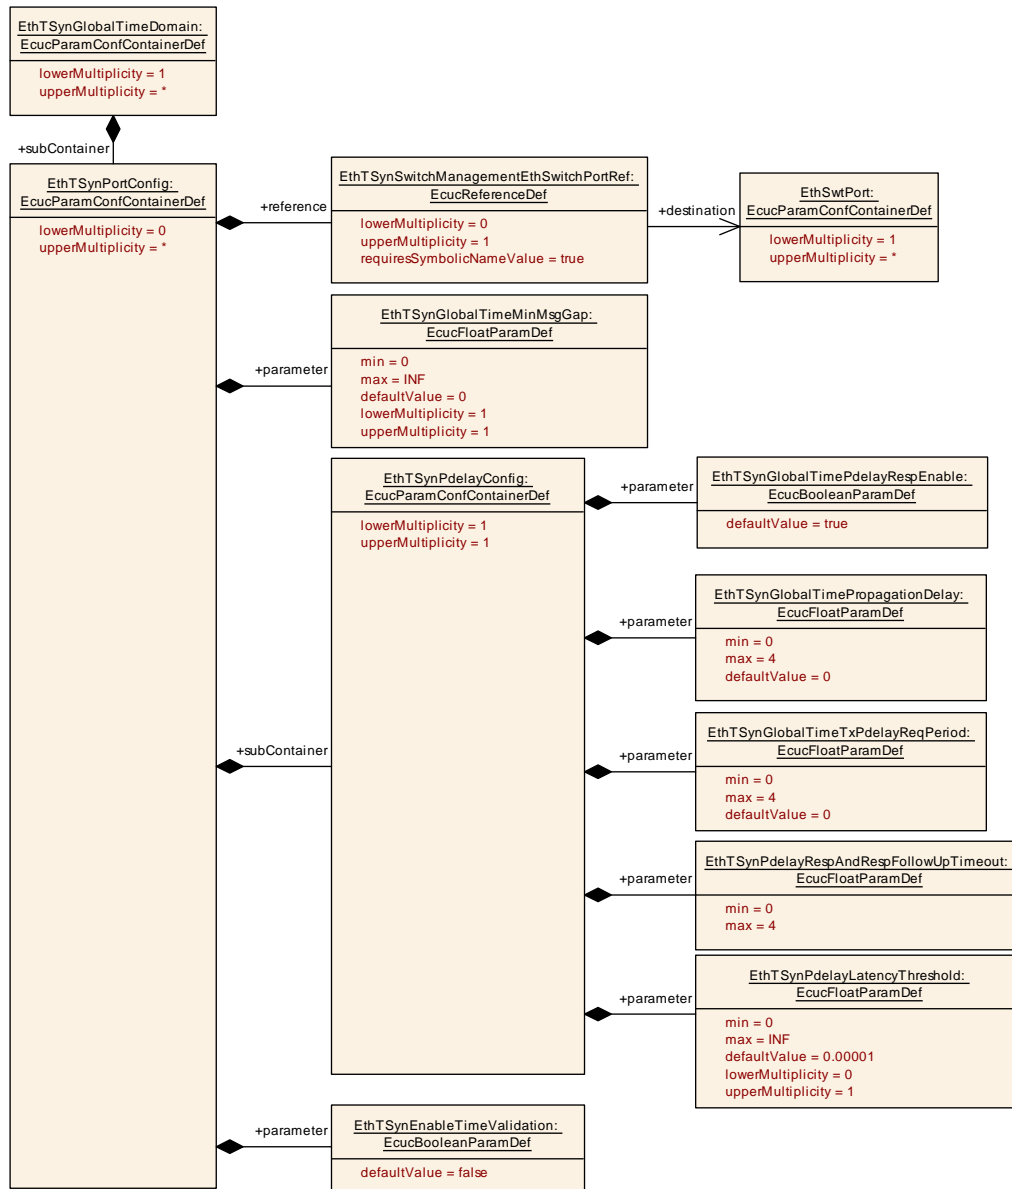 EthTSynGlobalTimeDomain:
EcucParamConfContainerDef
lowerMultiplicity = 1
upperMultiplicity = *
+subContainer
EthTSynPortConfig:
EcucParamConfContainerDef
lowerMultiplicity = 0
upperMultiplicity = *
+reference
EthTSynSwitchManagementEthSwitchPortRef:
EcucReferenceDef
lowerMultiplicity = 0
upperMultiplicity = 1
requiresSymbolicNameValue = true
+destination
EthSwtPort:
EcucParamConfContainerDef
lowerMultiplicity = 1
upperMultiplicity = *
+parameter
EthTSynGlobalTimeMinMsgGap:
EcucFloatParamDef
min = 0
max = INF
defaultValue = 0
lowerMultiplicity = 1
upperMultiplicity = 1
+subContainer
EthTSynPdelayConfig:
EcucParamConfContainerDef
lowerMultiplicity = 1
upperMultiplicity = 1
+parameter
EthTSynGlobalTimePdelayRespEnable:
EcucBooleanParamDef
defaultValue = true
+parameter
EthTSynGlobalTimePropagationDelay:
EcucFloatParamDef
min = 0
max = 4
defaultValue = 0
+parameter
EthTSynGlobalTimeTxPdelayReqPeriod:
EcucFloatParamDef
min = 0
max = 4
defaultValue = 0
+parameter
EthTSynPdelayRespAndRespFollowUpTimeout:
EcucFloatParamDef
min = 0
max = 4
+parameter
EthTSynPdelayLatencyThreshold:
EcucFloatParamDef
min = 0
max = INF
defaultValue = 0.00001
lowerMultiplicity = 0
upperMultiplicity = 1
+parameter
EthTSynEnableTimeValidation:
EcucBooleanParamDef
defaultValue = false